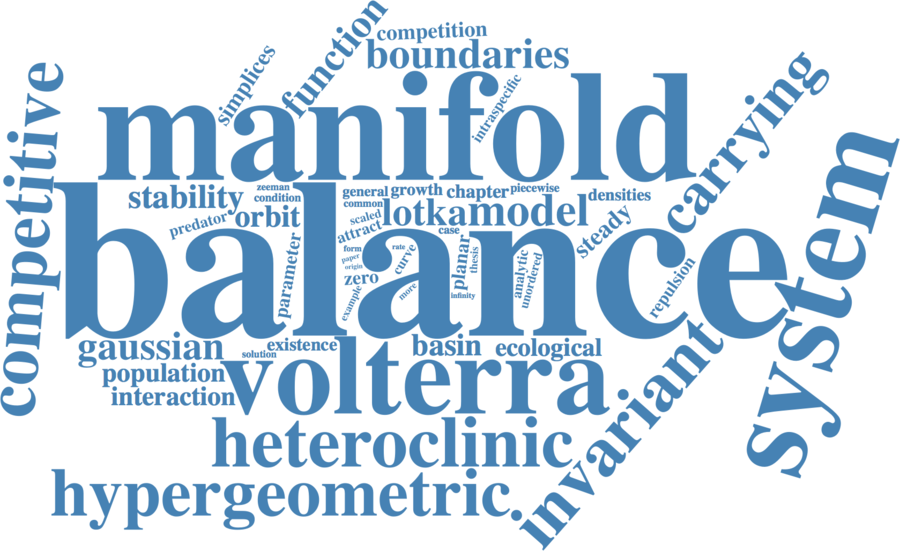 competition
boundaries
function
simplices
manifold
intraspecific
carrying
competitive
system
stability
zeeman
condition
general
growth
chapter
piecewise
densities
common
predator
orbit
scaled
lotka
model
steady
attract
case
balance
parameter
form
paper
origin
rate
curve
planar
thesis
analytic
unordered
repulsion
zero
example
more
infinity
gaussian
solution
existence
basin
ecological
population
volterra
interaction
invariant
heteroclinic
hypergeometric